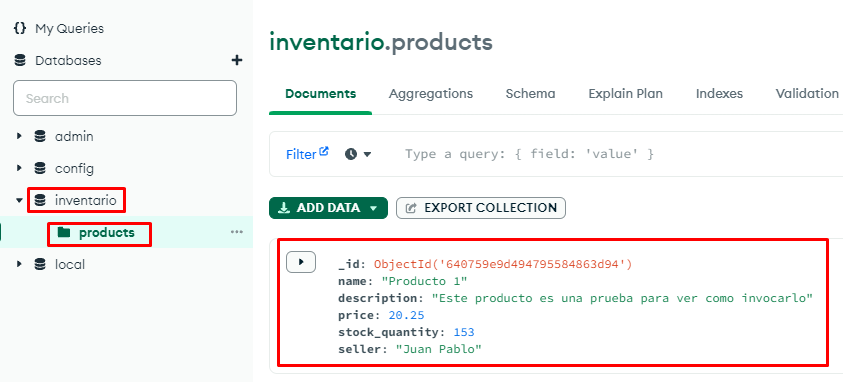 {} My Queries
Databases +
Search
admin
config
inventario
products ...
local
inventario.products
Documents Aggregations Schema Explain Plan Indexes Validation
Filter Type a query: { field: 'value' }
ADD DATA EXPORT COLLECTION
_id: ObjectId('640759e9d494795584863d94')
name: "Producto 1"
description: "Este producto es una prueba para ver como invocarlo"
price: 20.25
stock_quantity: 153
seller: "Juan Pablo"